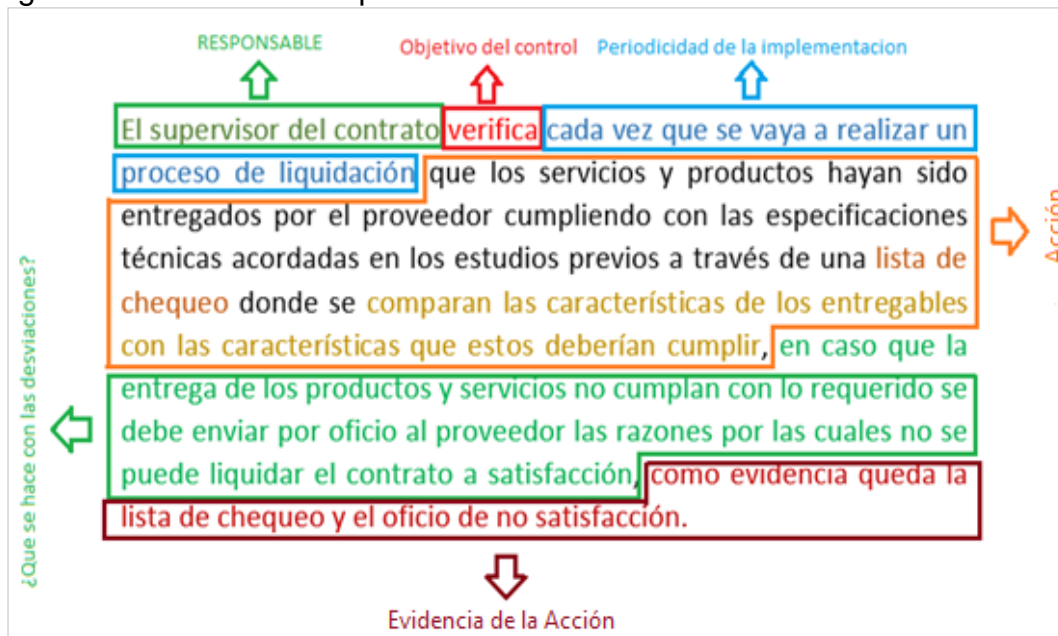 RESPONSABLE
Objetivo del control
Periodicidad de la implementacion
El supervisor del contrato verifica cada vez que se vaya a realizar un
proceso de liquidación que los servicios y productos hayan sido
entregados por el proveedor cumpliendo con las especificaciones
técnicas acordadas en los estudios previos a través de una lista de
chequeo donde se comparan las características de los entregables
con las características que estos deberían cumplir, en caso que la
entrega de los productos y servicios no cumplan con lo requerido se
debe enviar por oficio al proveedor las razones por las cuales no se
puede liquidar el contrato a satisfacción, como evidencia queda la
lista de chequeo y el oficio de no satisfacción.
Acción
¿Que se hace con las desviaciones?
Evidencia de la Acción